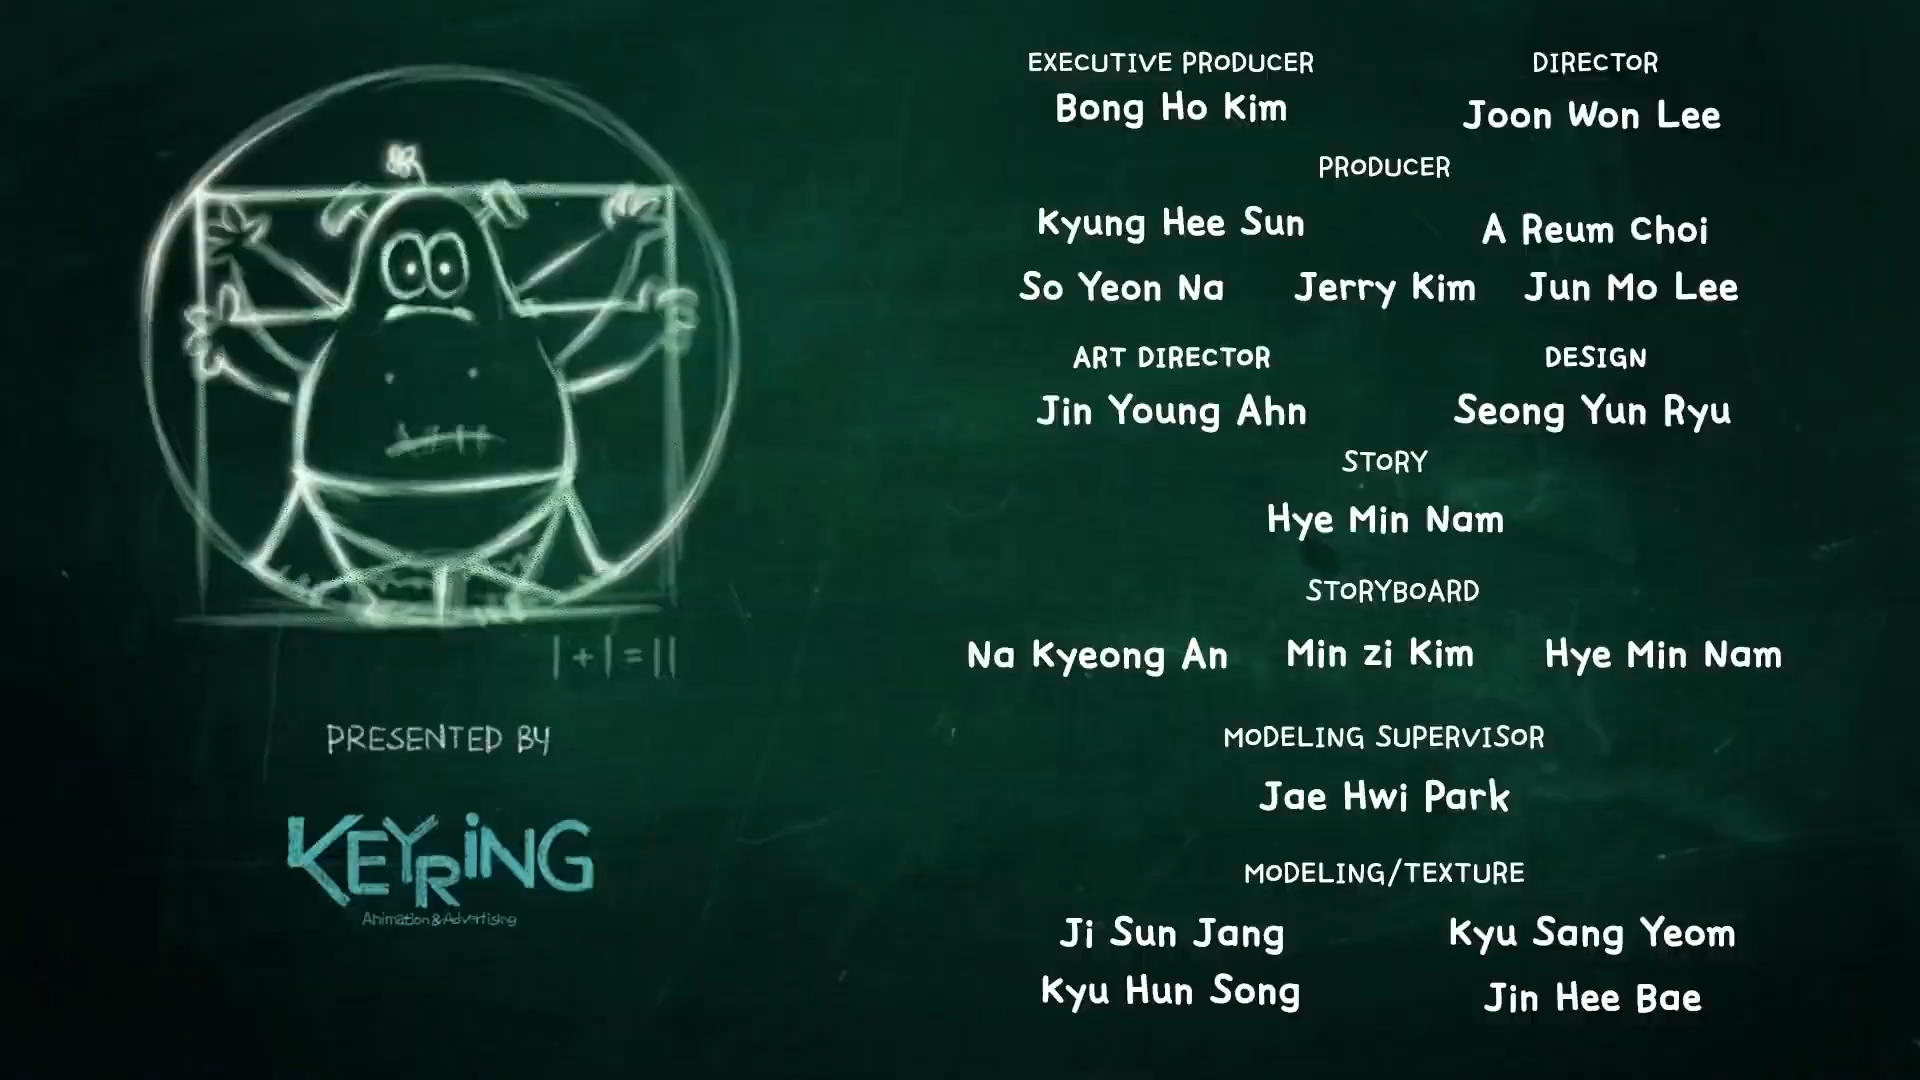 1+1=11
PRESENTED BY
KEYRiNG
Animation&Advertising
EXECUTIVE PRODUCER DIRECTOR
Bong Ho Kim Joon Won Lee
PRODUCER
Kyung Hee Sun A Reum Choi
So Yeon Na Jerry Kim Jun Mo Lee
ART DIRECTOR DESIGN
Jin Young Ahn Seong Yun Ryu
STORY
Hye Min Nam
STORYBOARD
Na Kyeong An Min zi Kim Hye Min Nam
MODELING SUPERVISOR
Jae Hwi Park
MODELING/TEXTURE
Ji Sun Jang Kyu Sang Yeom
Kyu Hun Song Jin Hee Bae